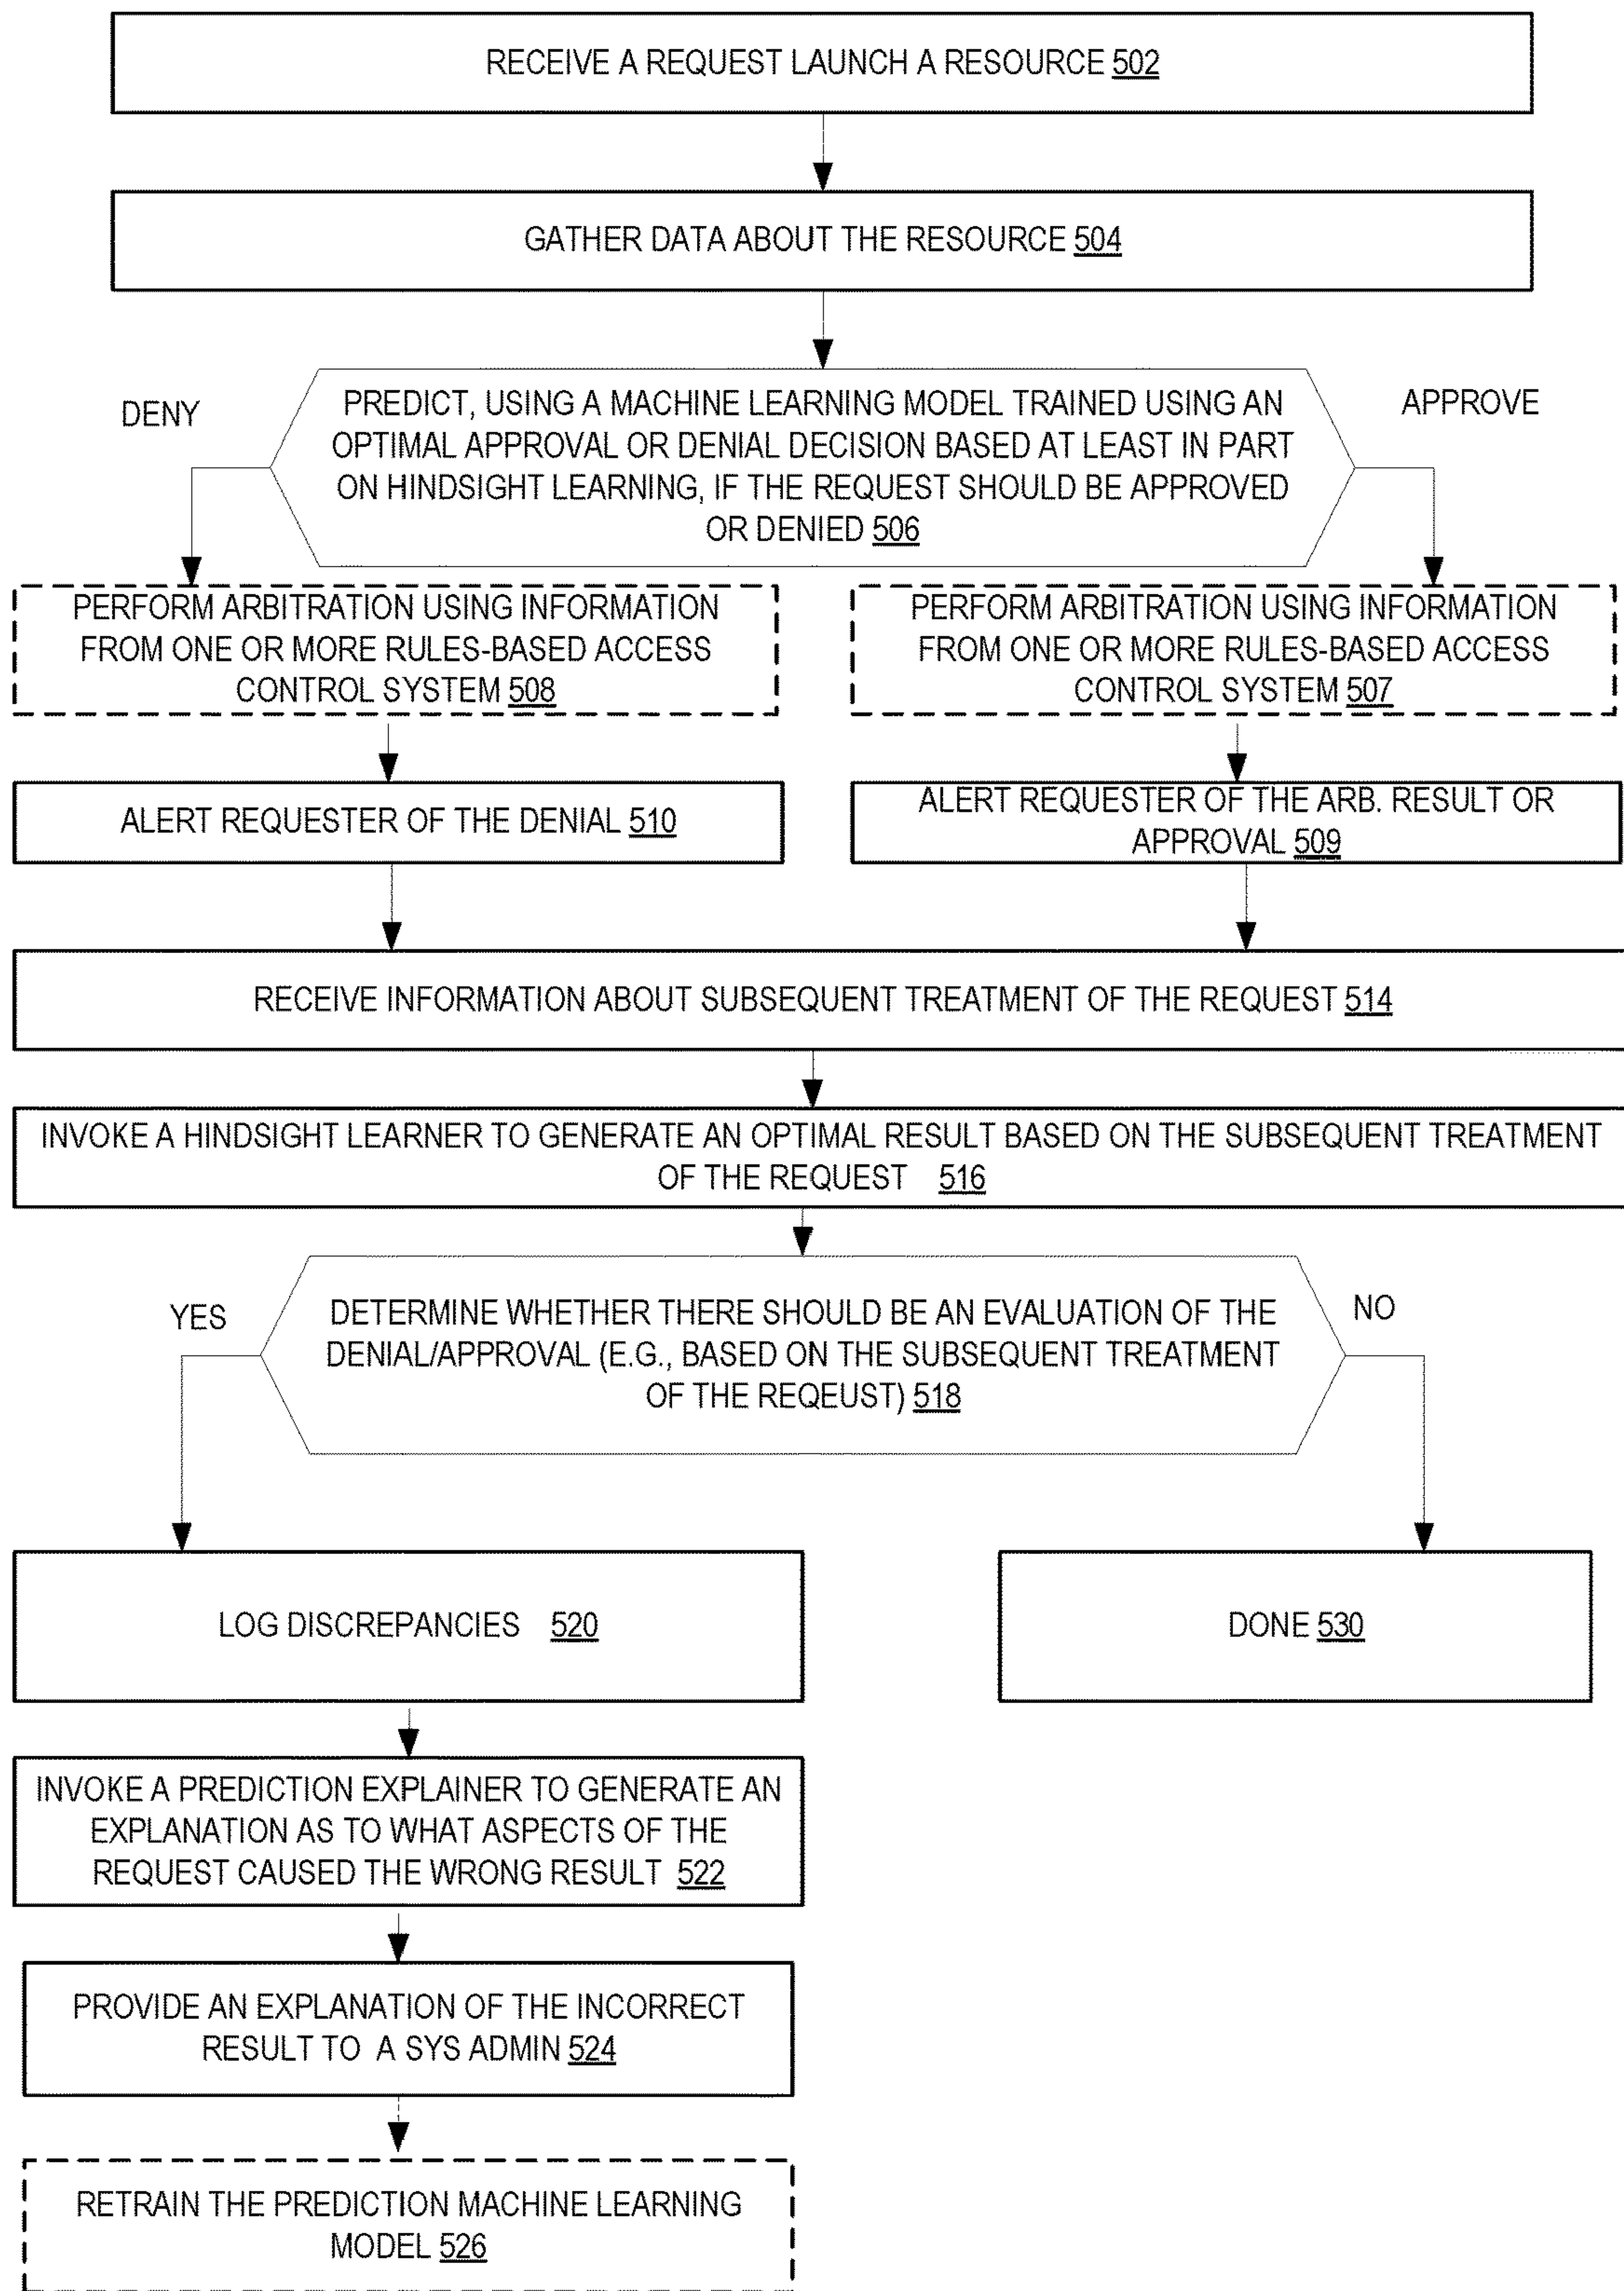 RECEIVE A REQUEST LAUNCH A RESOURCE 502
GATHER DATA ABOUT THE RESOURCE 504
DENY
PREDICT, USING A MACHINE LEARNING MODEL TRAINED USING AN
OPTIMAL APPROVAL OR DENIAL DECISION BASED AT LEAST IN PART
ON HINDSIGHT LEARNING, IF THE REQUEST SHOULD BE APPROVED
OR DENIED 506
APPROVE
PERFORM ARBITRATION USING INFORMATION
FROM ONE OR MORE RULES-BASED ACCESS
CONTROL SYSTEM 508
PERFORM ARBITRATION USING INFORMATION
FROM ONE OR MORE RULES-BASED ACCESS
CONTROL SYSTEM 507
ALERT REQUESTER OF THE DENIAL 510
ALERT REQUESTER OF THE ARB. RESULT OR
APPROVAL 509
RECEIVE INFORMATION ABOUT SUBSEQUENT TREATMENT OF THE REQUEST 514
INVOKE A HINDSIGHT LEARNER TO GENERATE AN OPTIMAL RESULT BASED ON THE SUBSEQUENT TREATMENT
OF THE REQUEST 516
YES
DETERMINE WHETHER THERE SHOULD BE AN EVALUATION OF THE
DENIAL/APPROVAL (E.G., BASED ON THE SUBSEQUENT TREATMENT
OF THE REQEUST) 518
NO
LOG DISCREPANCIES 520
DONE 530
INVOKE A PREDICTION EXPLAINER TO GENERATE AN
EXPLANATION AS TO WHAT ASPECTS OF THE
REQUEST CAUSED THE WRONG RESULT 522
PROVIDE AN EXPLANATION OF THE INCORRECT
RESULT TO A SYS ADMIN 524
RETRAIN THE PREDICTION MACHINE LEARNING
MODEL 526